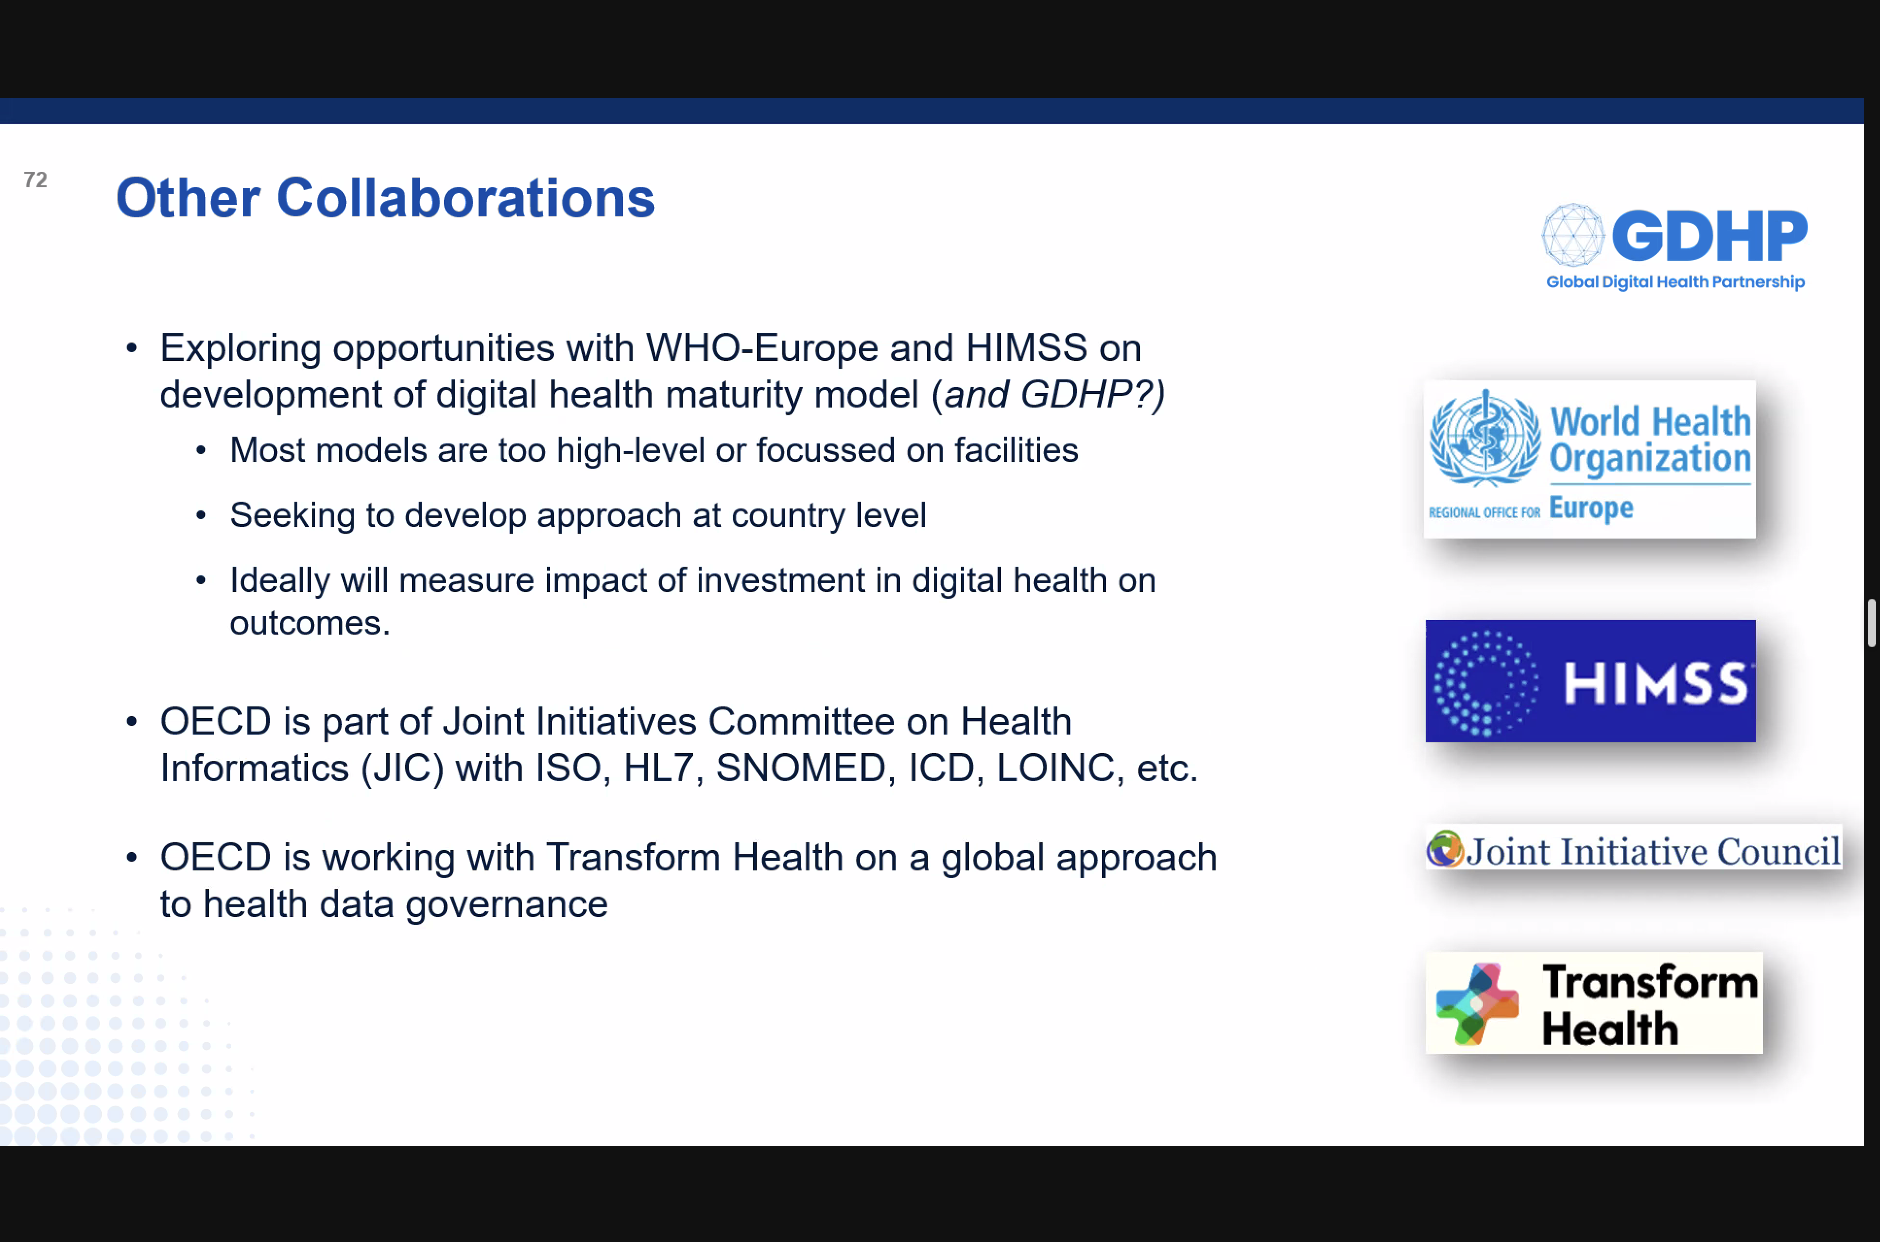 72
Other Collaborations
GDHP
Global Digital Health Partnership
• Exploring opportunities with WHO-Europe and HIMSS on
development of digital health maturity model (and GDHP?)
• Most models are too high-level or focussed on facilities
• Seeking to develop approach at country level
• Ideally will measure impact of investment in digital health on
outcomes.
• OECD is part of Joint Initiatives Committee on Health
Informatics (JIC) with ISO, HL7, SNOMED, ICD, LOINC, etc.
• OECD is working with Transform Health on a global approach
to health data governance
World Health
Organization
REGIONAL OFFICE FOR Europe
HIMSS
Joint Initiative Council
Transform
Health